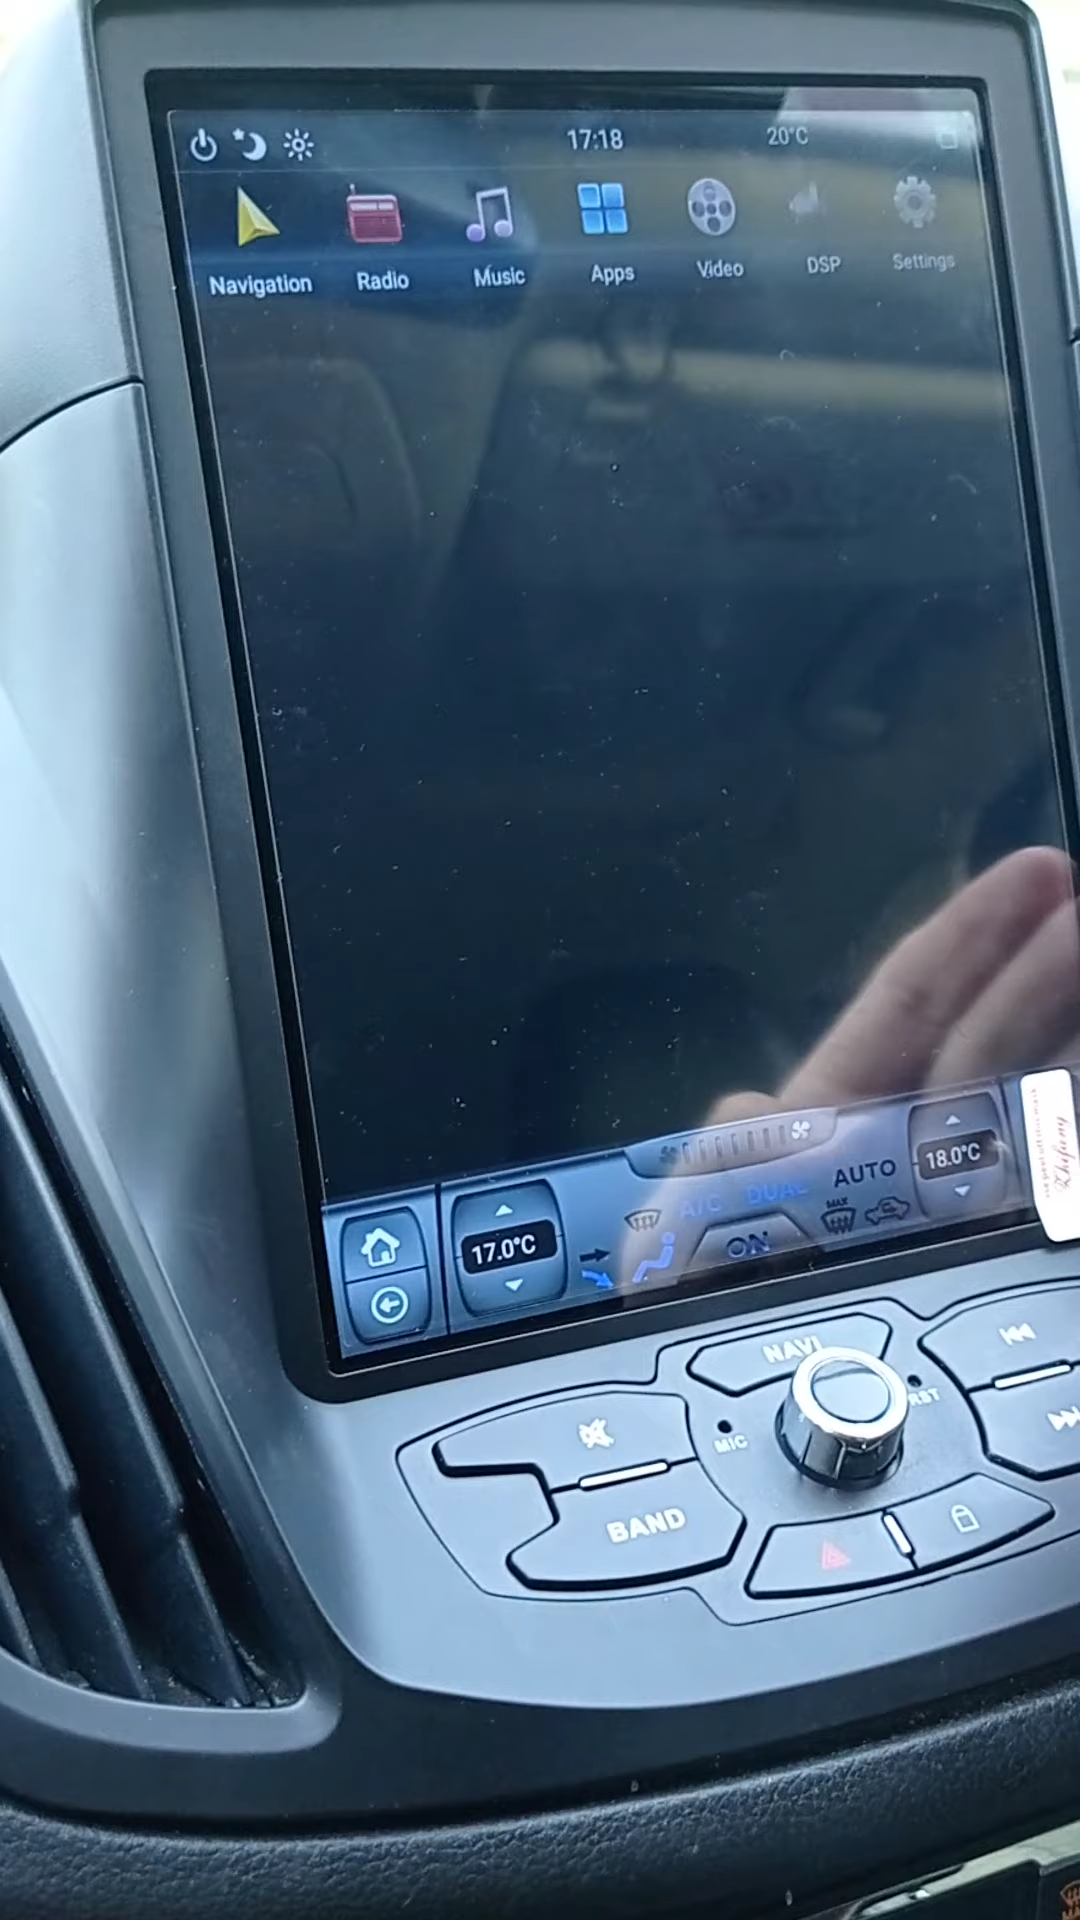 17:18 20°C
Navigation Radio Music Apps Video DSP Settings
17.0°C A/C DUAL AUTO 18.0°C
MAX
ON
NAVI
MIC RST
BAND